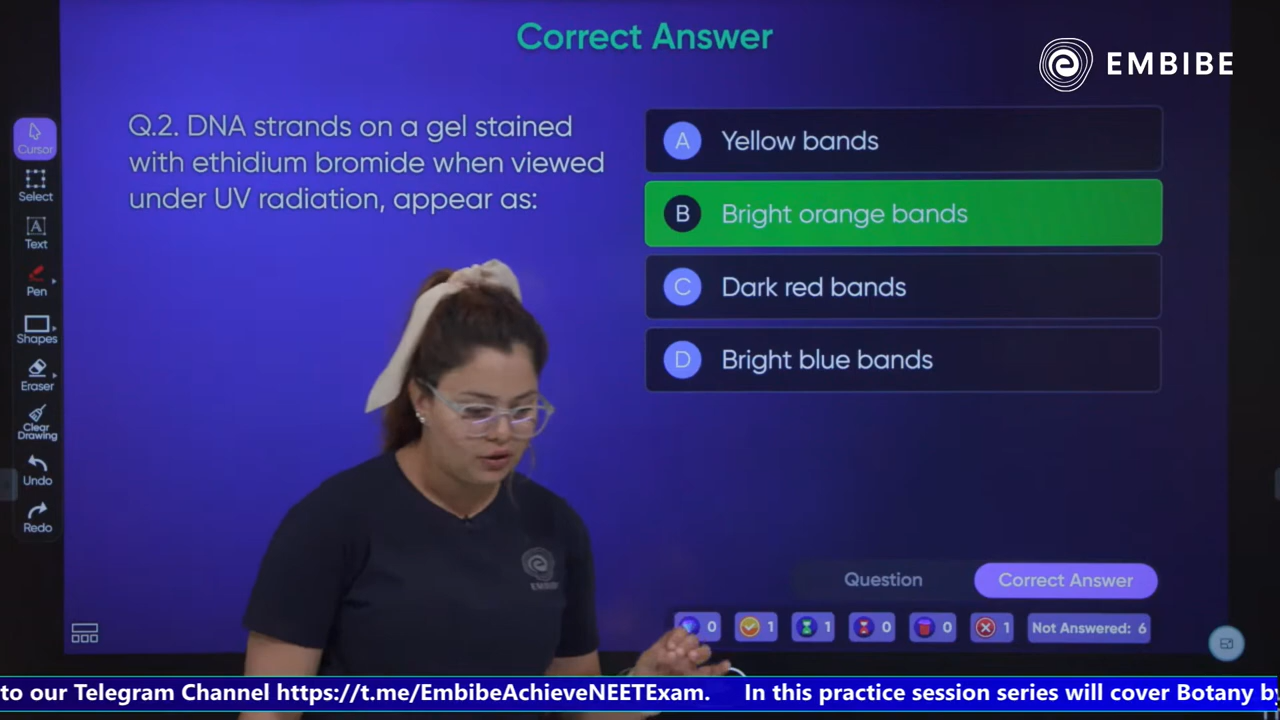 Correct Answer
EMBIBE
Q.2. DNA strands on a gel stained
with ethidium bromide when viewed
under UV radiation, appear as:
A Yellow bands
B Bright orange bands
C Dark red bands
D Bright blue bands
Cursor
Select
A
Text
Pen
Shapes
Eraser
Clear
Drawing
Undo
Redo
EMBIBE
Question
Correct Answer
0
1
1
0
0
1
Not Answered: 6
to our Telegram Channel https://t.me/EmbibeAchieveNEETExam. In this practice session series will cover Botany by